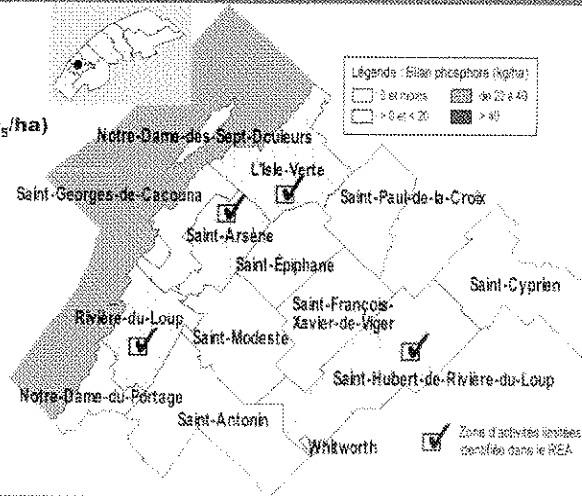 s/ha)
Légende : Bilan phosphore (kg/ha)
0 et moins
de 20 à 40
> 0 et < 20
> 40
Notre-Dame-des-Sept-Douleurs
L'Isle-Verte
Saint-Georges-de-Cacouna
Saint-Paul-de-la-Croix
Saint-Arsène
Saint-Épiphane
Saint-Cyprien
Saint-François-
Xavier-de-Viger
Rivière-du-Loup
Saint-Modeste
Saint-Hubert-de-Rivière-du-Loup
Notre-Dame-du-Portage
Saint-Antonin
Whitworth
Zone d'activités limitées
identifiée dans le REA